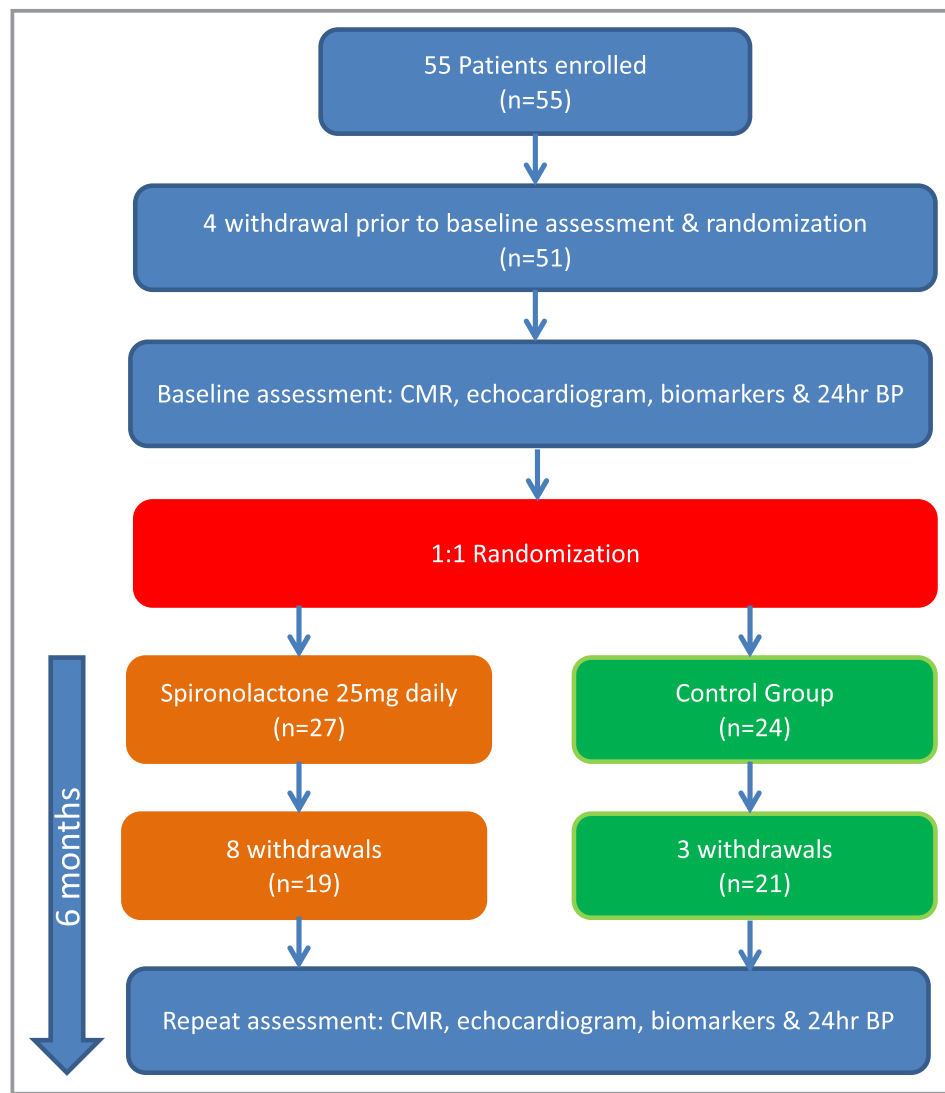 55 Patients enrolled
(n=55)
4 withdrawal prior to baseline assessment & randomization
(n=51)
Baseline assessment: CMR, echocardiogram, biomarkers & 24hr BP
1:1 Randomization
Spironolactone 25mg daily
(n=27)
Control Group
(n=24)
8 withdrawals
(n=19)
3 withdrawals
(n=21)
6 months
Repeat assessment: CMR, echocardiogram, biomarkers & 24hr BP